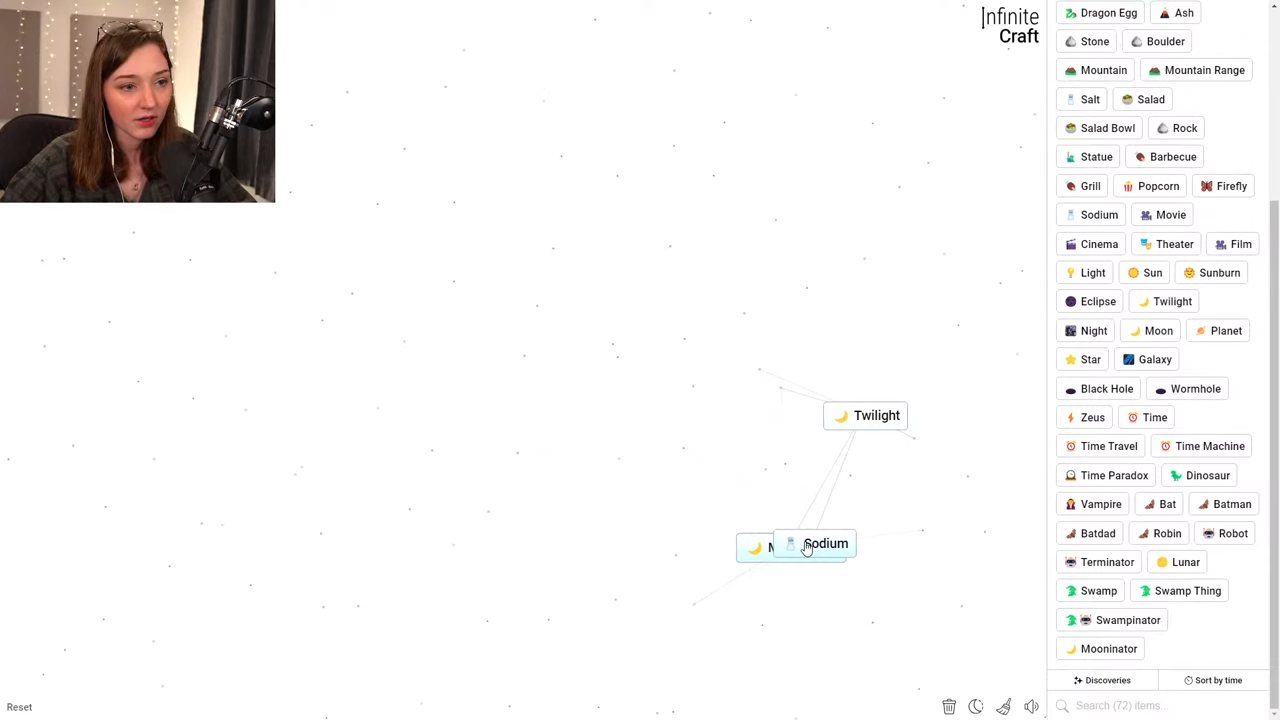 Infinite
Craft
Dragon Egg Ash
Stone Boulder
Mountain Mountain Range
Salt Salad
Salad Bowl Rock
Statue Barbecue
Grill Popcorn Firefly
Sodium Movie
Cinema Theater Film
Light Sun Sunburn
Eclipse Twilight
Night Moon Planet
Star Galaxy
Black Hole Wormhole
Zeus Time
Time Travel Time Machine
Time Paradox Dinosaur
Vampire Bat Batman
Batdad Robin Robot
Terminator Lunar
Swamp Swamp Thing
Swampinator
Mooninator
Twilight
Sodium
Reset
Discoveries Sort by time
Search (72) items...